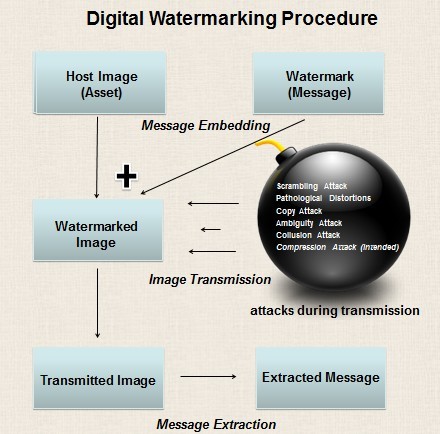 Digital Watermarking Procedure
Host Image
(Asset)
Watermark
(Message)
Message Embedding
+
Watermarked
Image
Scrambling Attack
Pathological Distortions
Copy Attack
Ambiguity Attack
Collusion Attack
Compression Attack (Intended)
Image Transmission
attacks during transmission
Transmitted Image
Extracted Message
Message Extraction